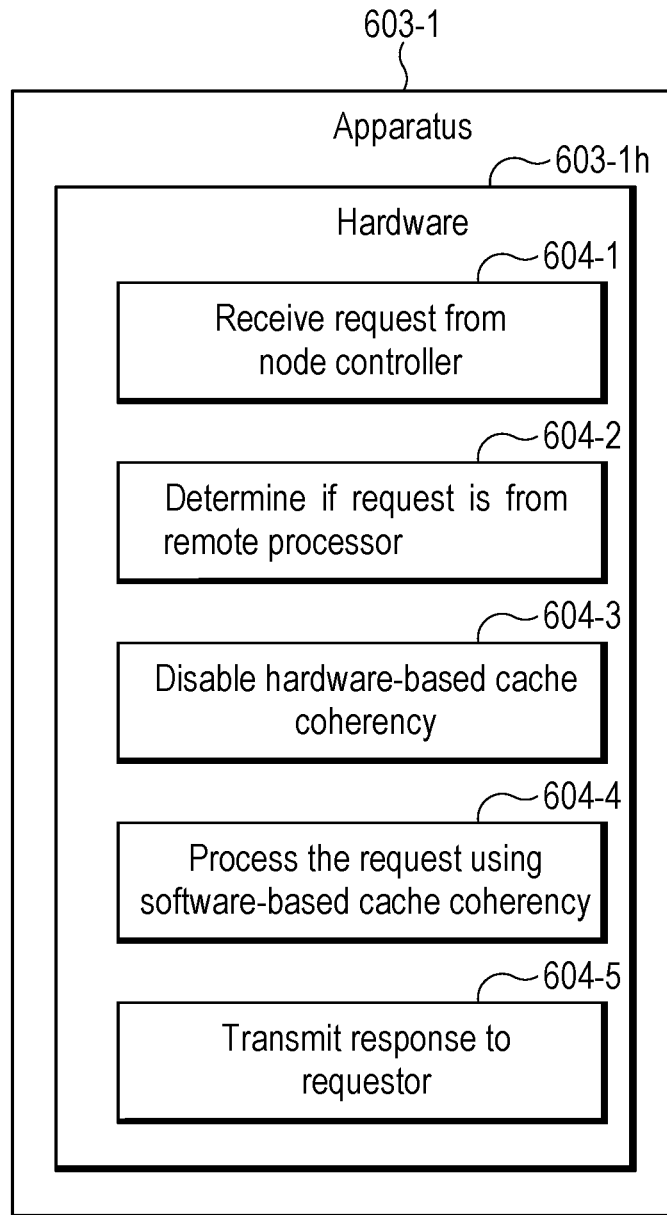 603-1
Apparatus
603-1h
Hardware
604-1
Receive request from
node controller
604-2
Determine if request is from
remote processor
604-3
Disable hardware-based cache
coherency
604-4
Process the request using
software-based cache coherency
604-5
Transmit response to
requestor